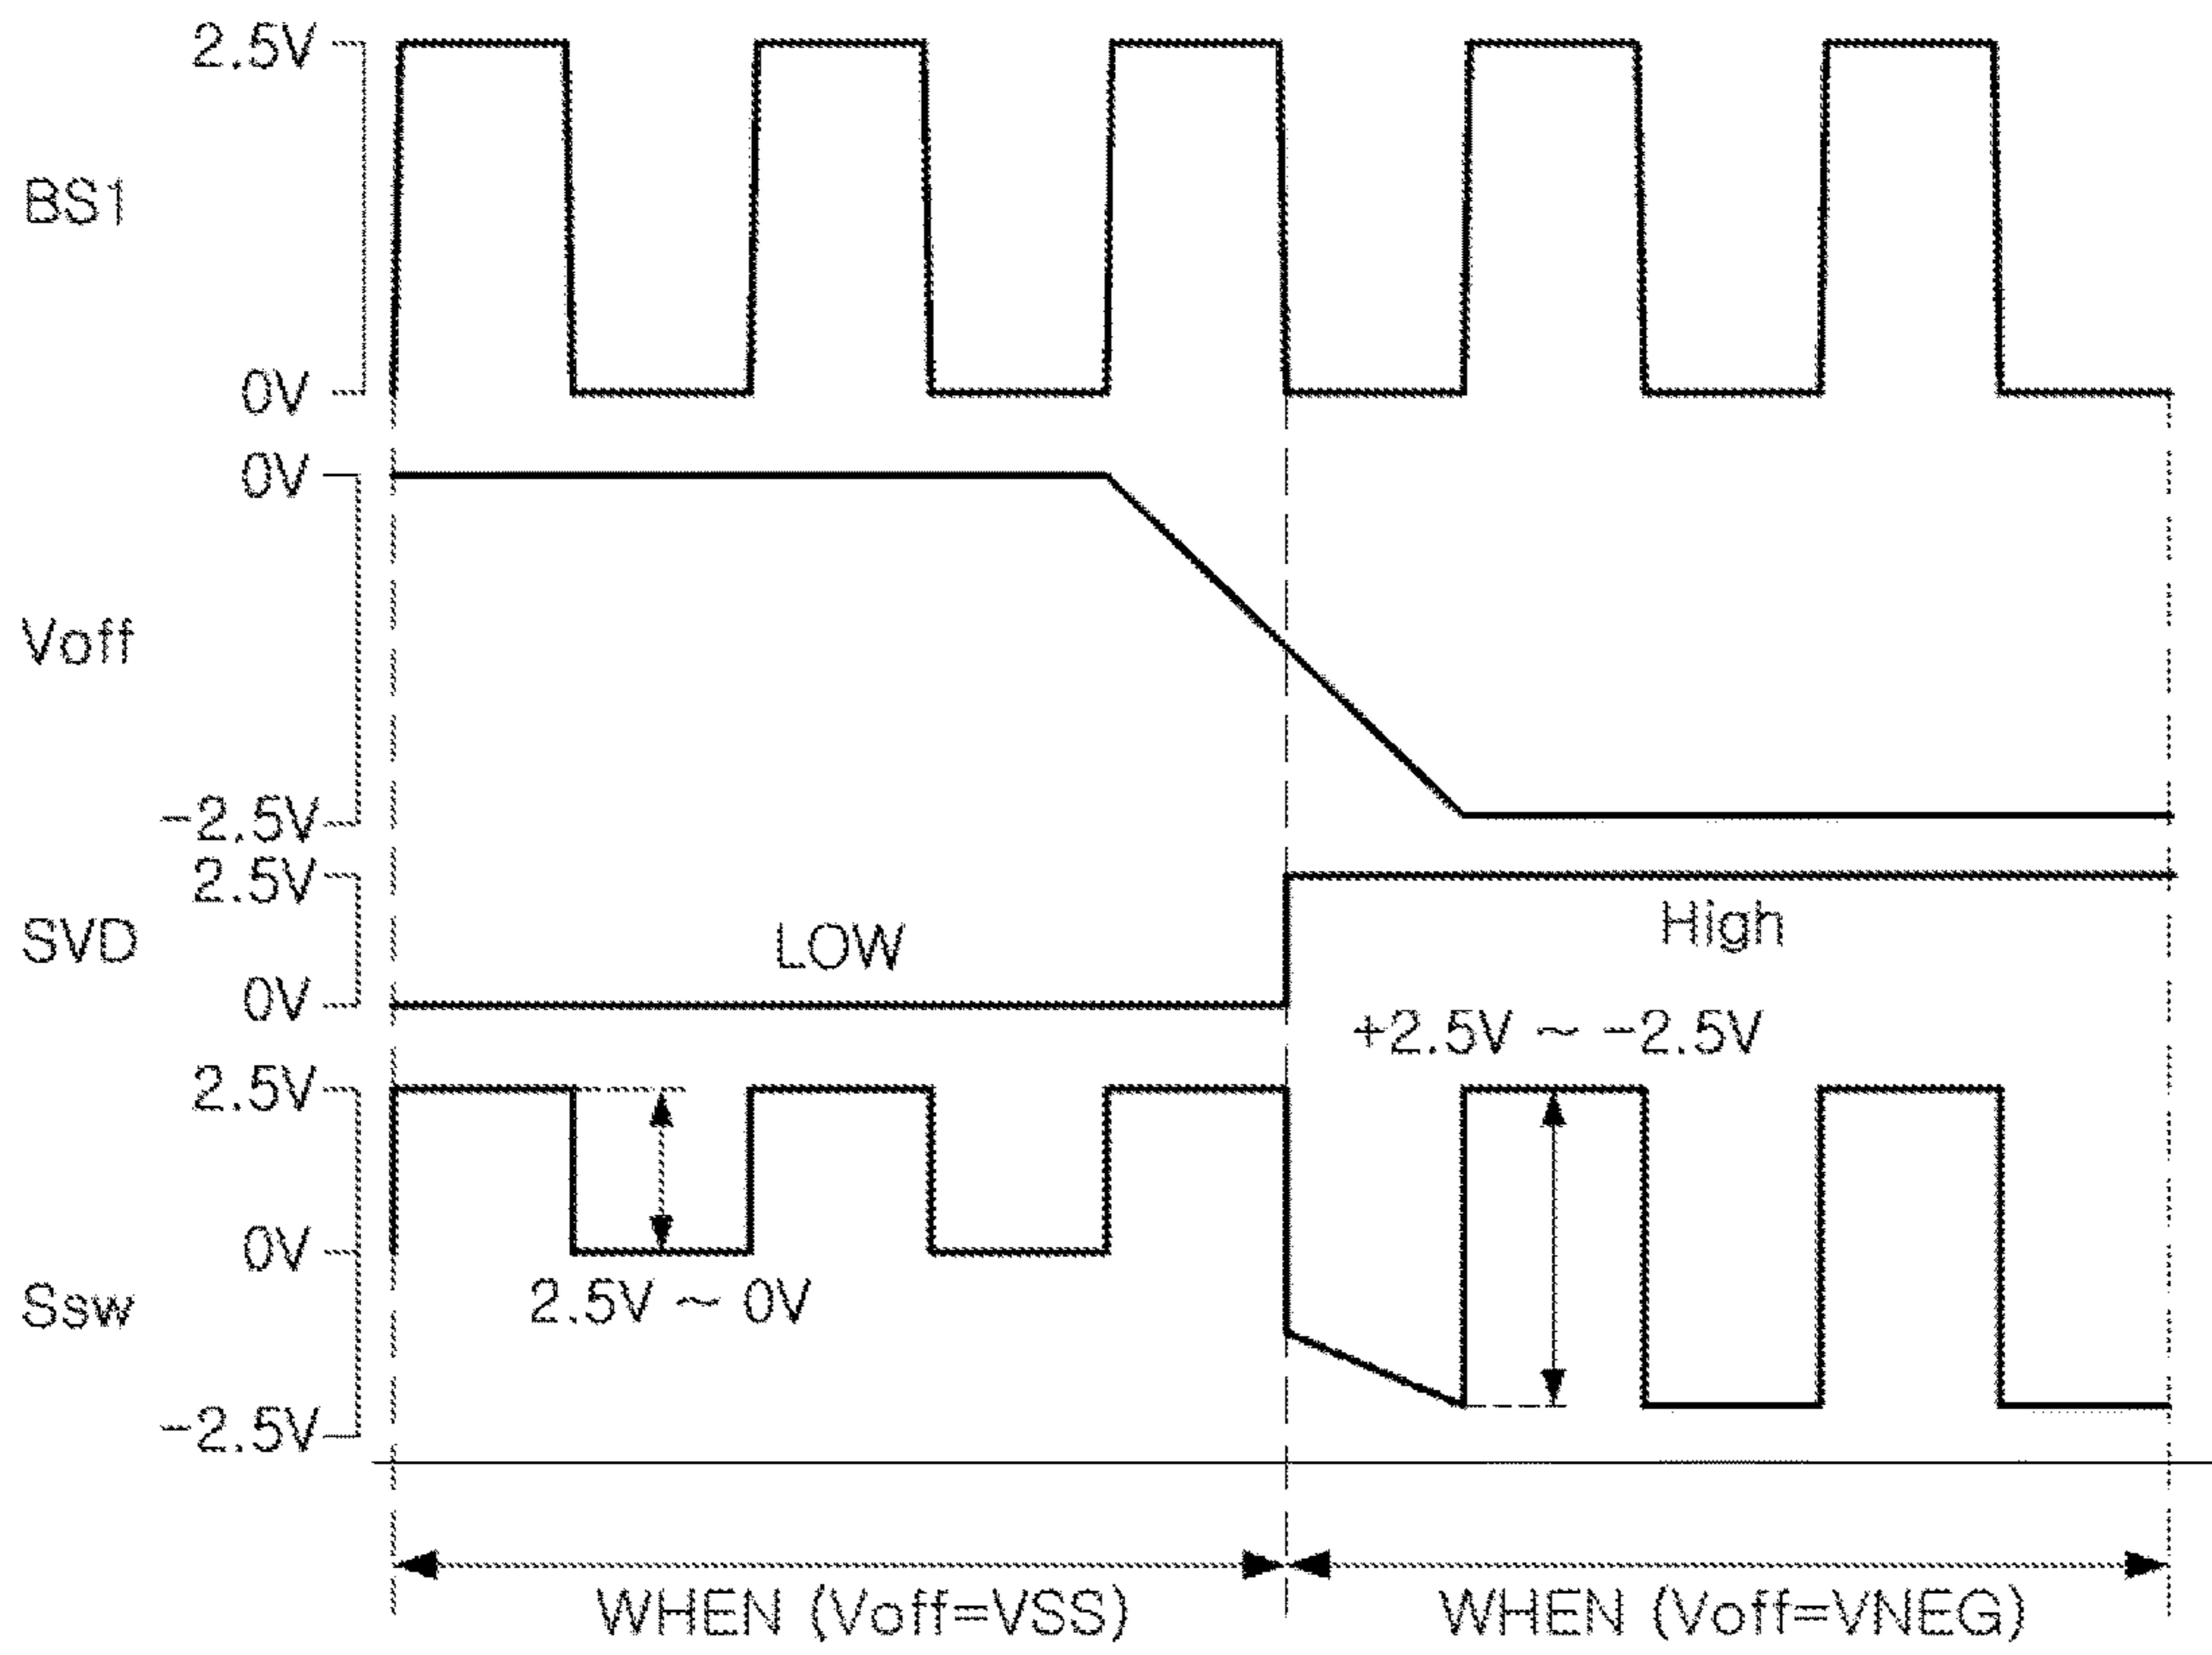 2.5V
BS1
0V
0V
Voff
-2.5V
2.5V
SVD
LOW
High
0V
+2.5V ~ -2.5V
2.5V
0V
Ssw
2.5V ~ 0V
-2.5V
WHEN (Voff=VSS)
WHEN (Voff=VNEG)